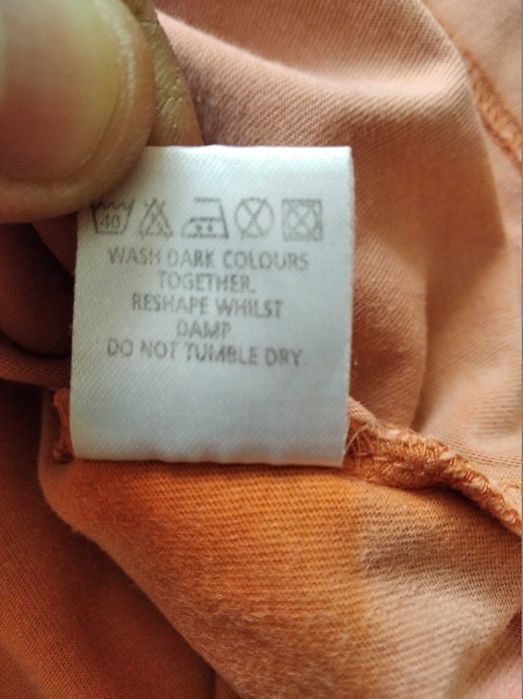 40
WASH DARK COLOURS
TOGETHER.
RESHAPE WHILST
DAMP
DO NOT TUMBLE DRY